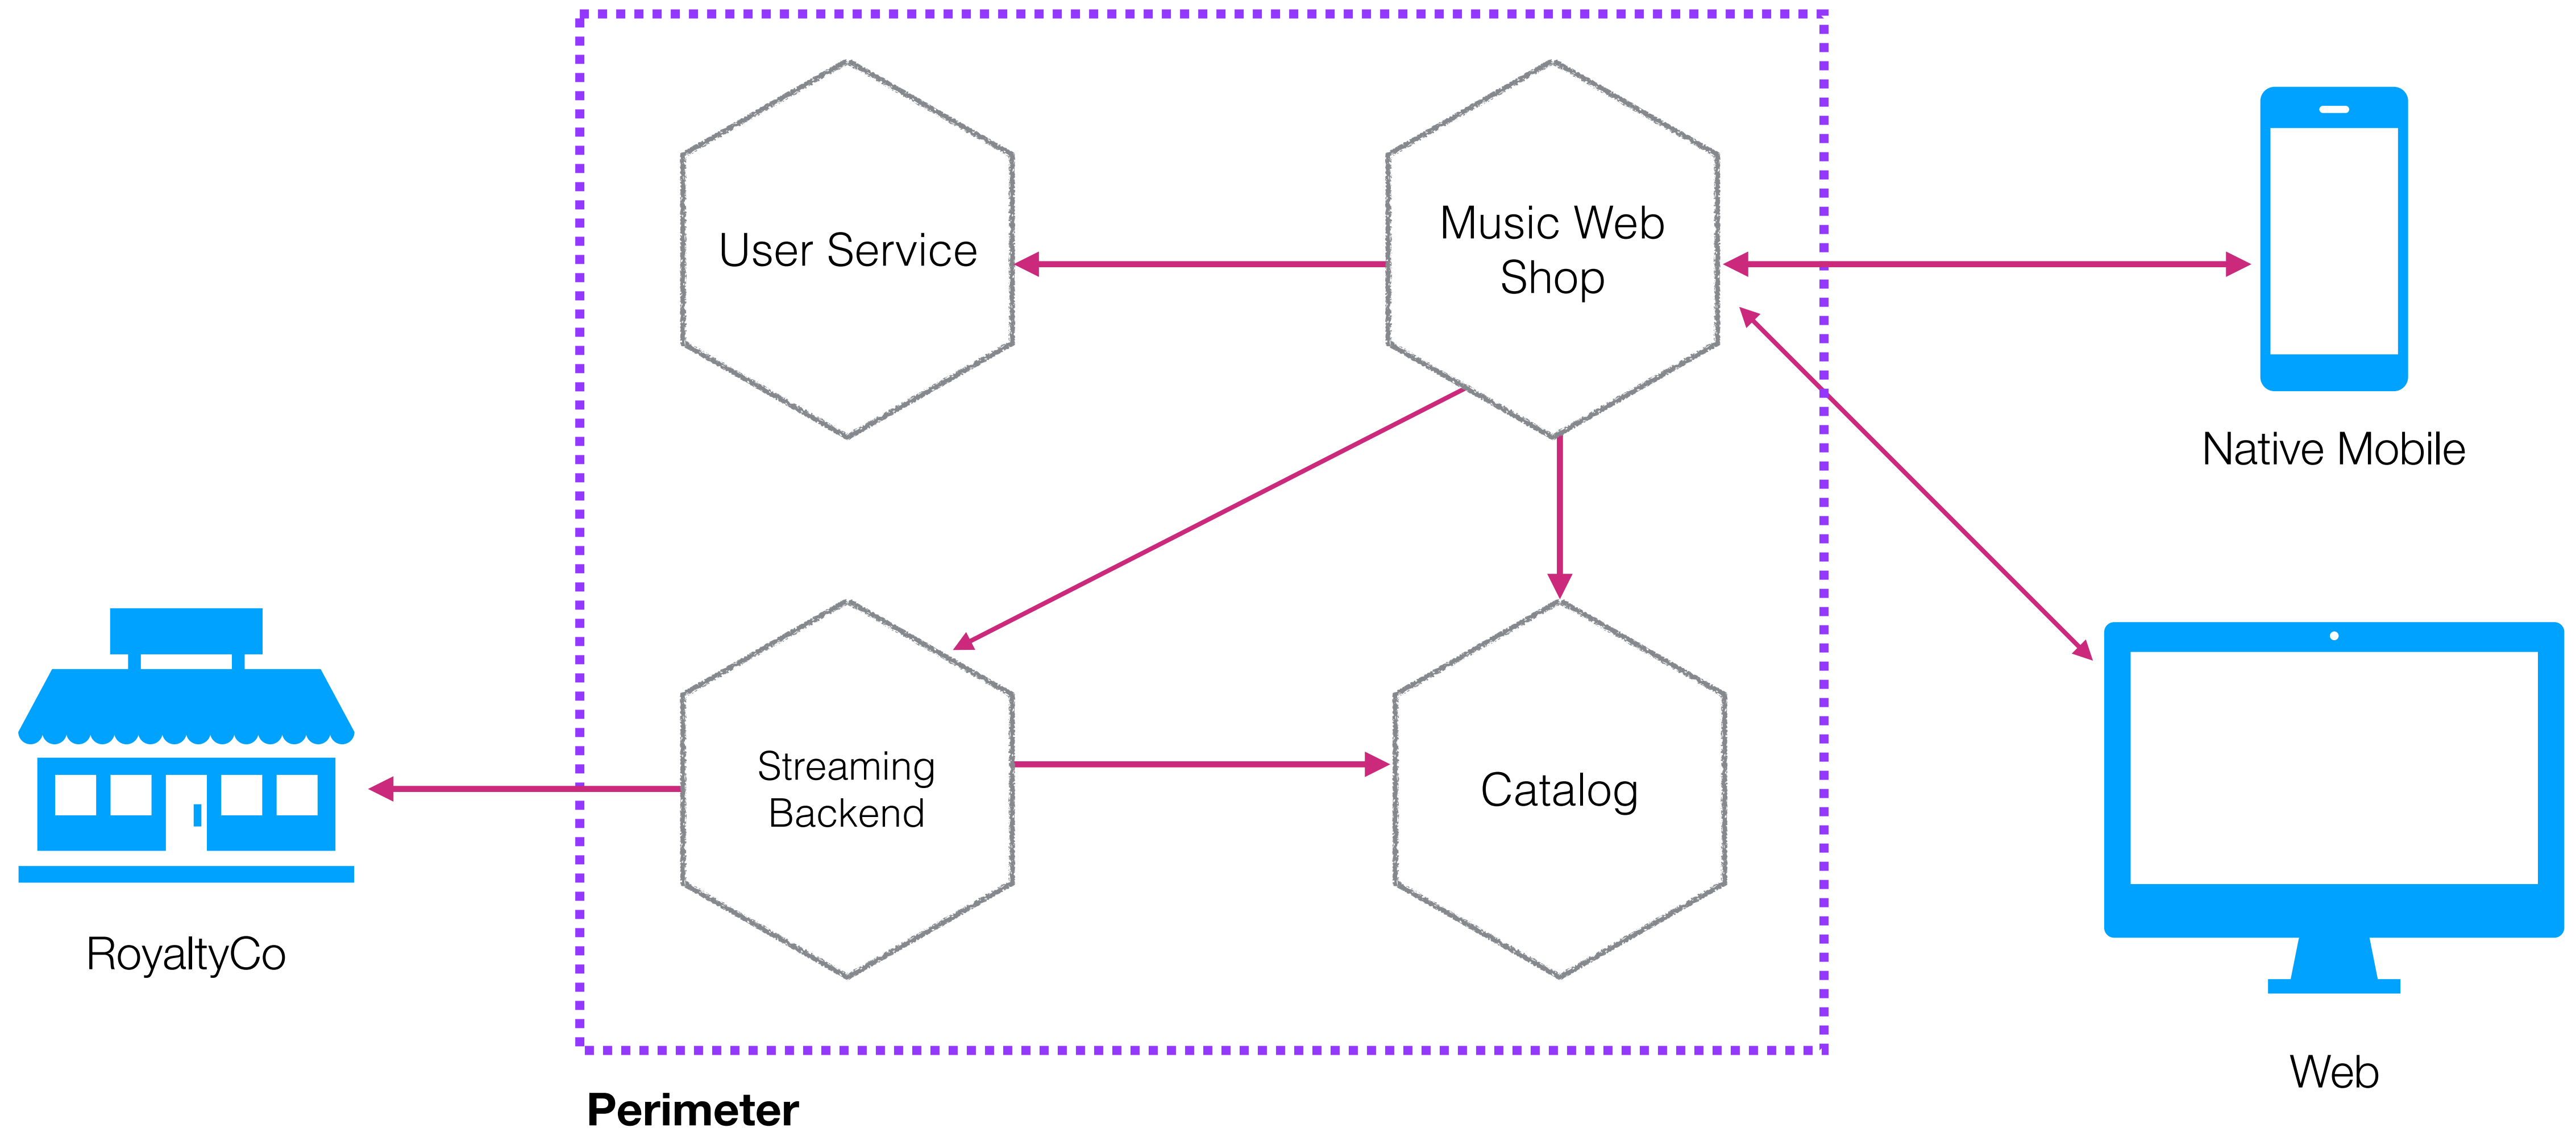 User Service
Music Web
Shop
Native Mobile
Streaming
Backend
Catalog
RoyaltyCo
Web
Perimeter